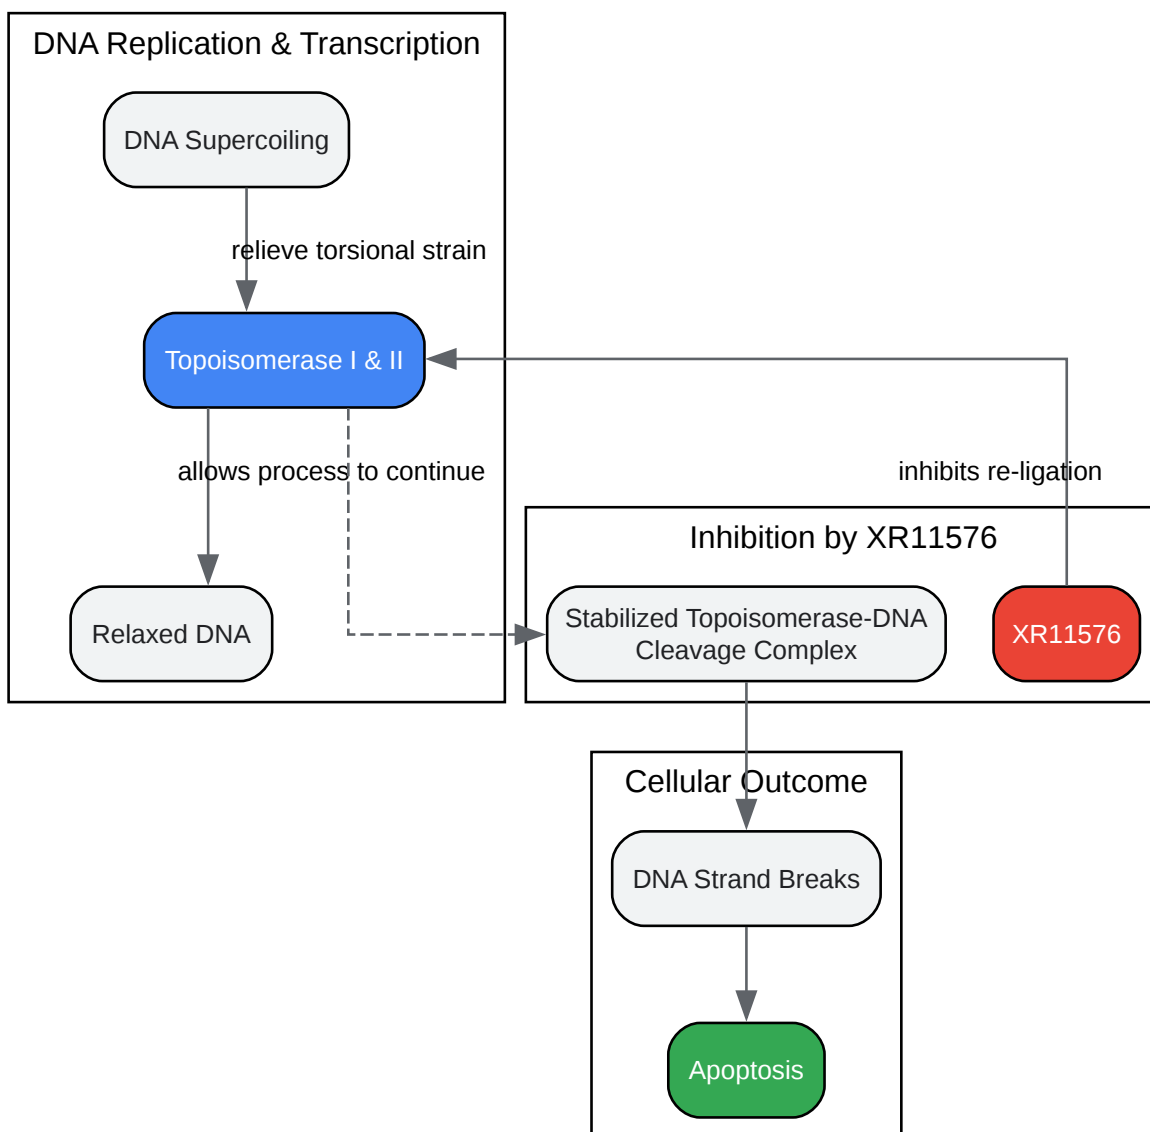 DNA Replication & Transcription
DNA Supercoiling
relieve torsional strain
Topoisomerase I & II
allows process to continue
inhibits re-ligation
Relaxed DNA
Inhibition by XR11576
Stabilized Topoisomerase-DNA
Cleavage Complex
XR11576
Cellular Outcome
DNA Strand Breaks
Apoptosis